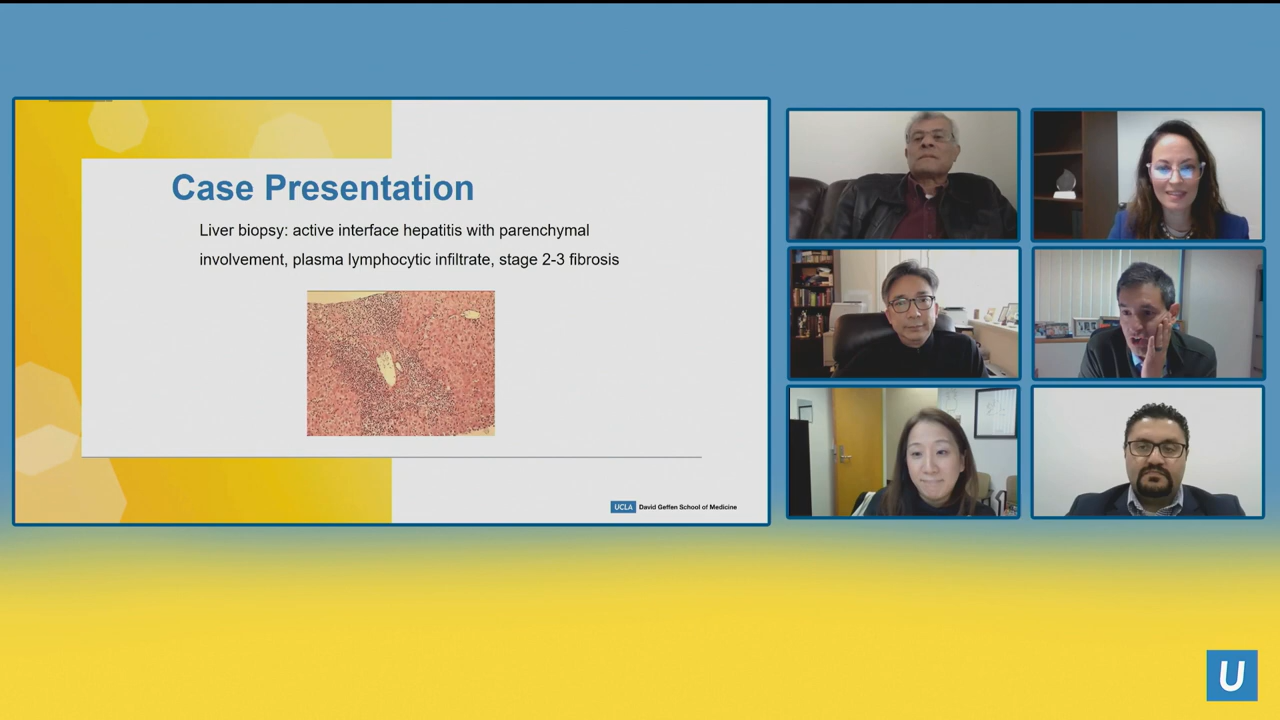 Case Presentation
Liver biopsy: active interface hepatitis with parenchymal
involvement, plasma lymphocytic infiltrate, stage 2-3 fibrosis
UCLA David Geffen School of Medicine
U